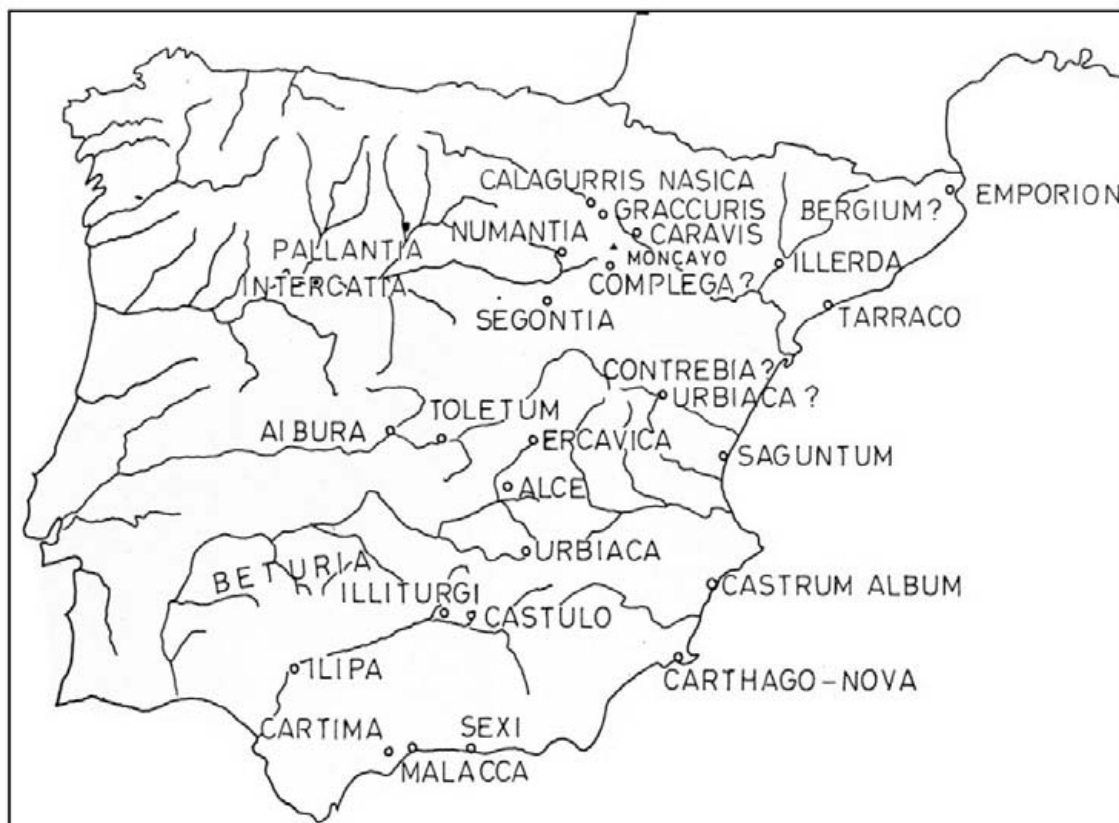 CALAGURRIS NASICA
EMPORION
GRACCURIS
BERGIUM?
PALLANTIA
NUMANTIA
CARAVIS
MONCAYO
ILLERDA
INTERCATIA
COMPLEGA?
SEGONTIA
TARRACO
CONTREBIA?
URBIACA?
TOLETUM
AIBURA
ERCAVICA
SAGUNTUM
ALCE
URBIACA
BETURIA
ILLITURGI
CASTRUM ALBUM
CASTULO
ILIPA
CARTHAGO-NOVA
CARTIMA
SEXI
MALACCA